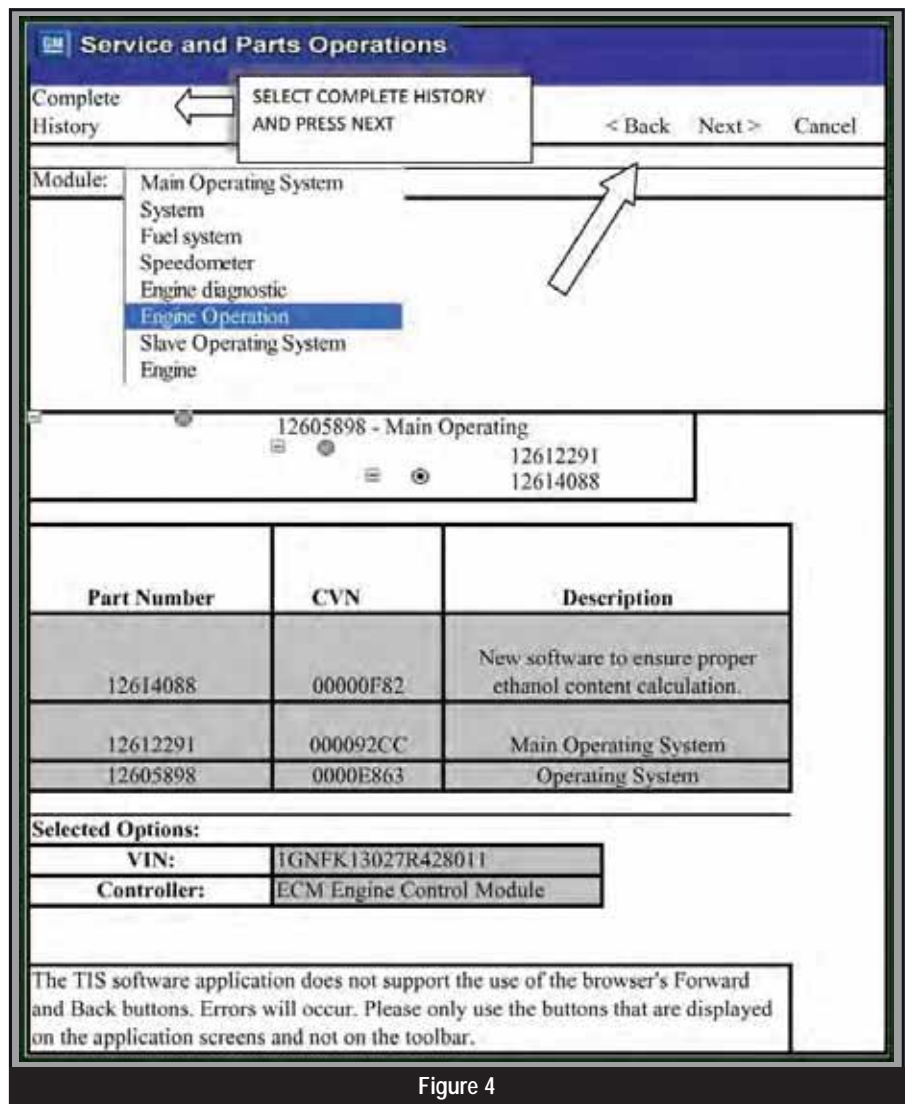 GM Service and Parts Operations
Complete
History
SELECT COMPLETE HISTORY
AND PRESS NEXT
< Back Next > Cancel
Module:
Main Operating System
System
Fuel system
Speedometer
Engine diagnostic
Engine Operation
Slave Operating System
Engine
12605898 - Main Operating
12612291
12614088
Part Number CVN Description
New software to ensure proper
12614088 00000F82 ethanol content calculation.
12612291 000092CC Main Operating System
12605898 0000E863 Operating System
Selected Options:
VIN: 1GNFK13027R428011
Controller: ECM Engine Control Module
The TIS software application does not support the use of the browser's Forward
and Back buttons. Errors will occur. Please only use the buttons that are displayed
on the application screens and not on the toolbar.
Figure 4